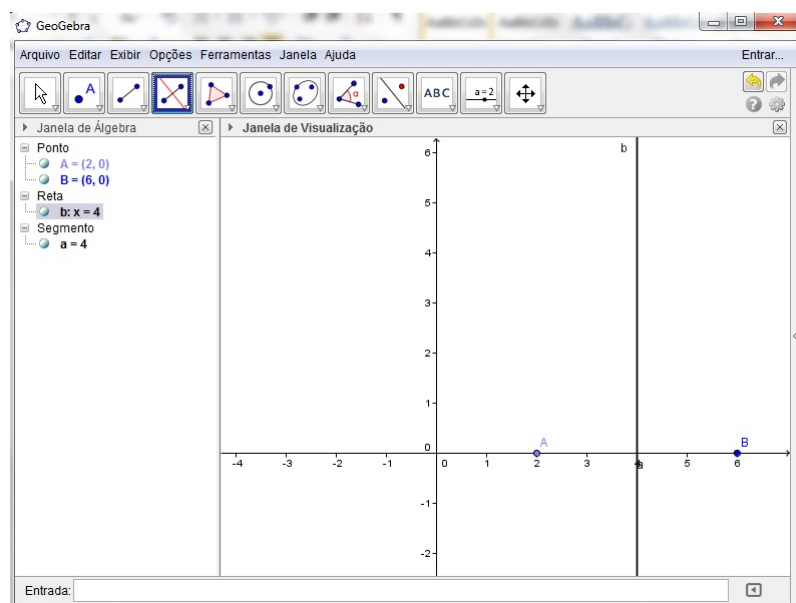 GeoGebra
Arquivo Editar Exibir Opções Ferramentas Janela Ajuda Entrar...
A ABC a=2
Janela de Álgebra
Ponto
A = (2, 0)
B = (6, 0)
Reta
b: x = 4
Segmento
a = 4
Janela de Visualização
b
6
5
4
3
2
1
0
A B
-4 -3 -2 -1 0 1 2 3 5 6
a
-1
-2
Entrada: